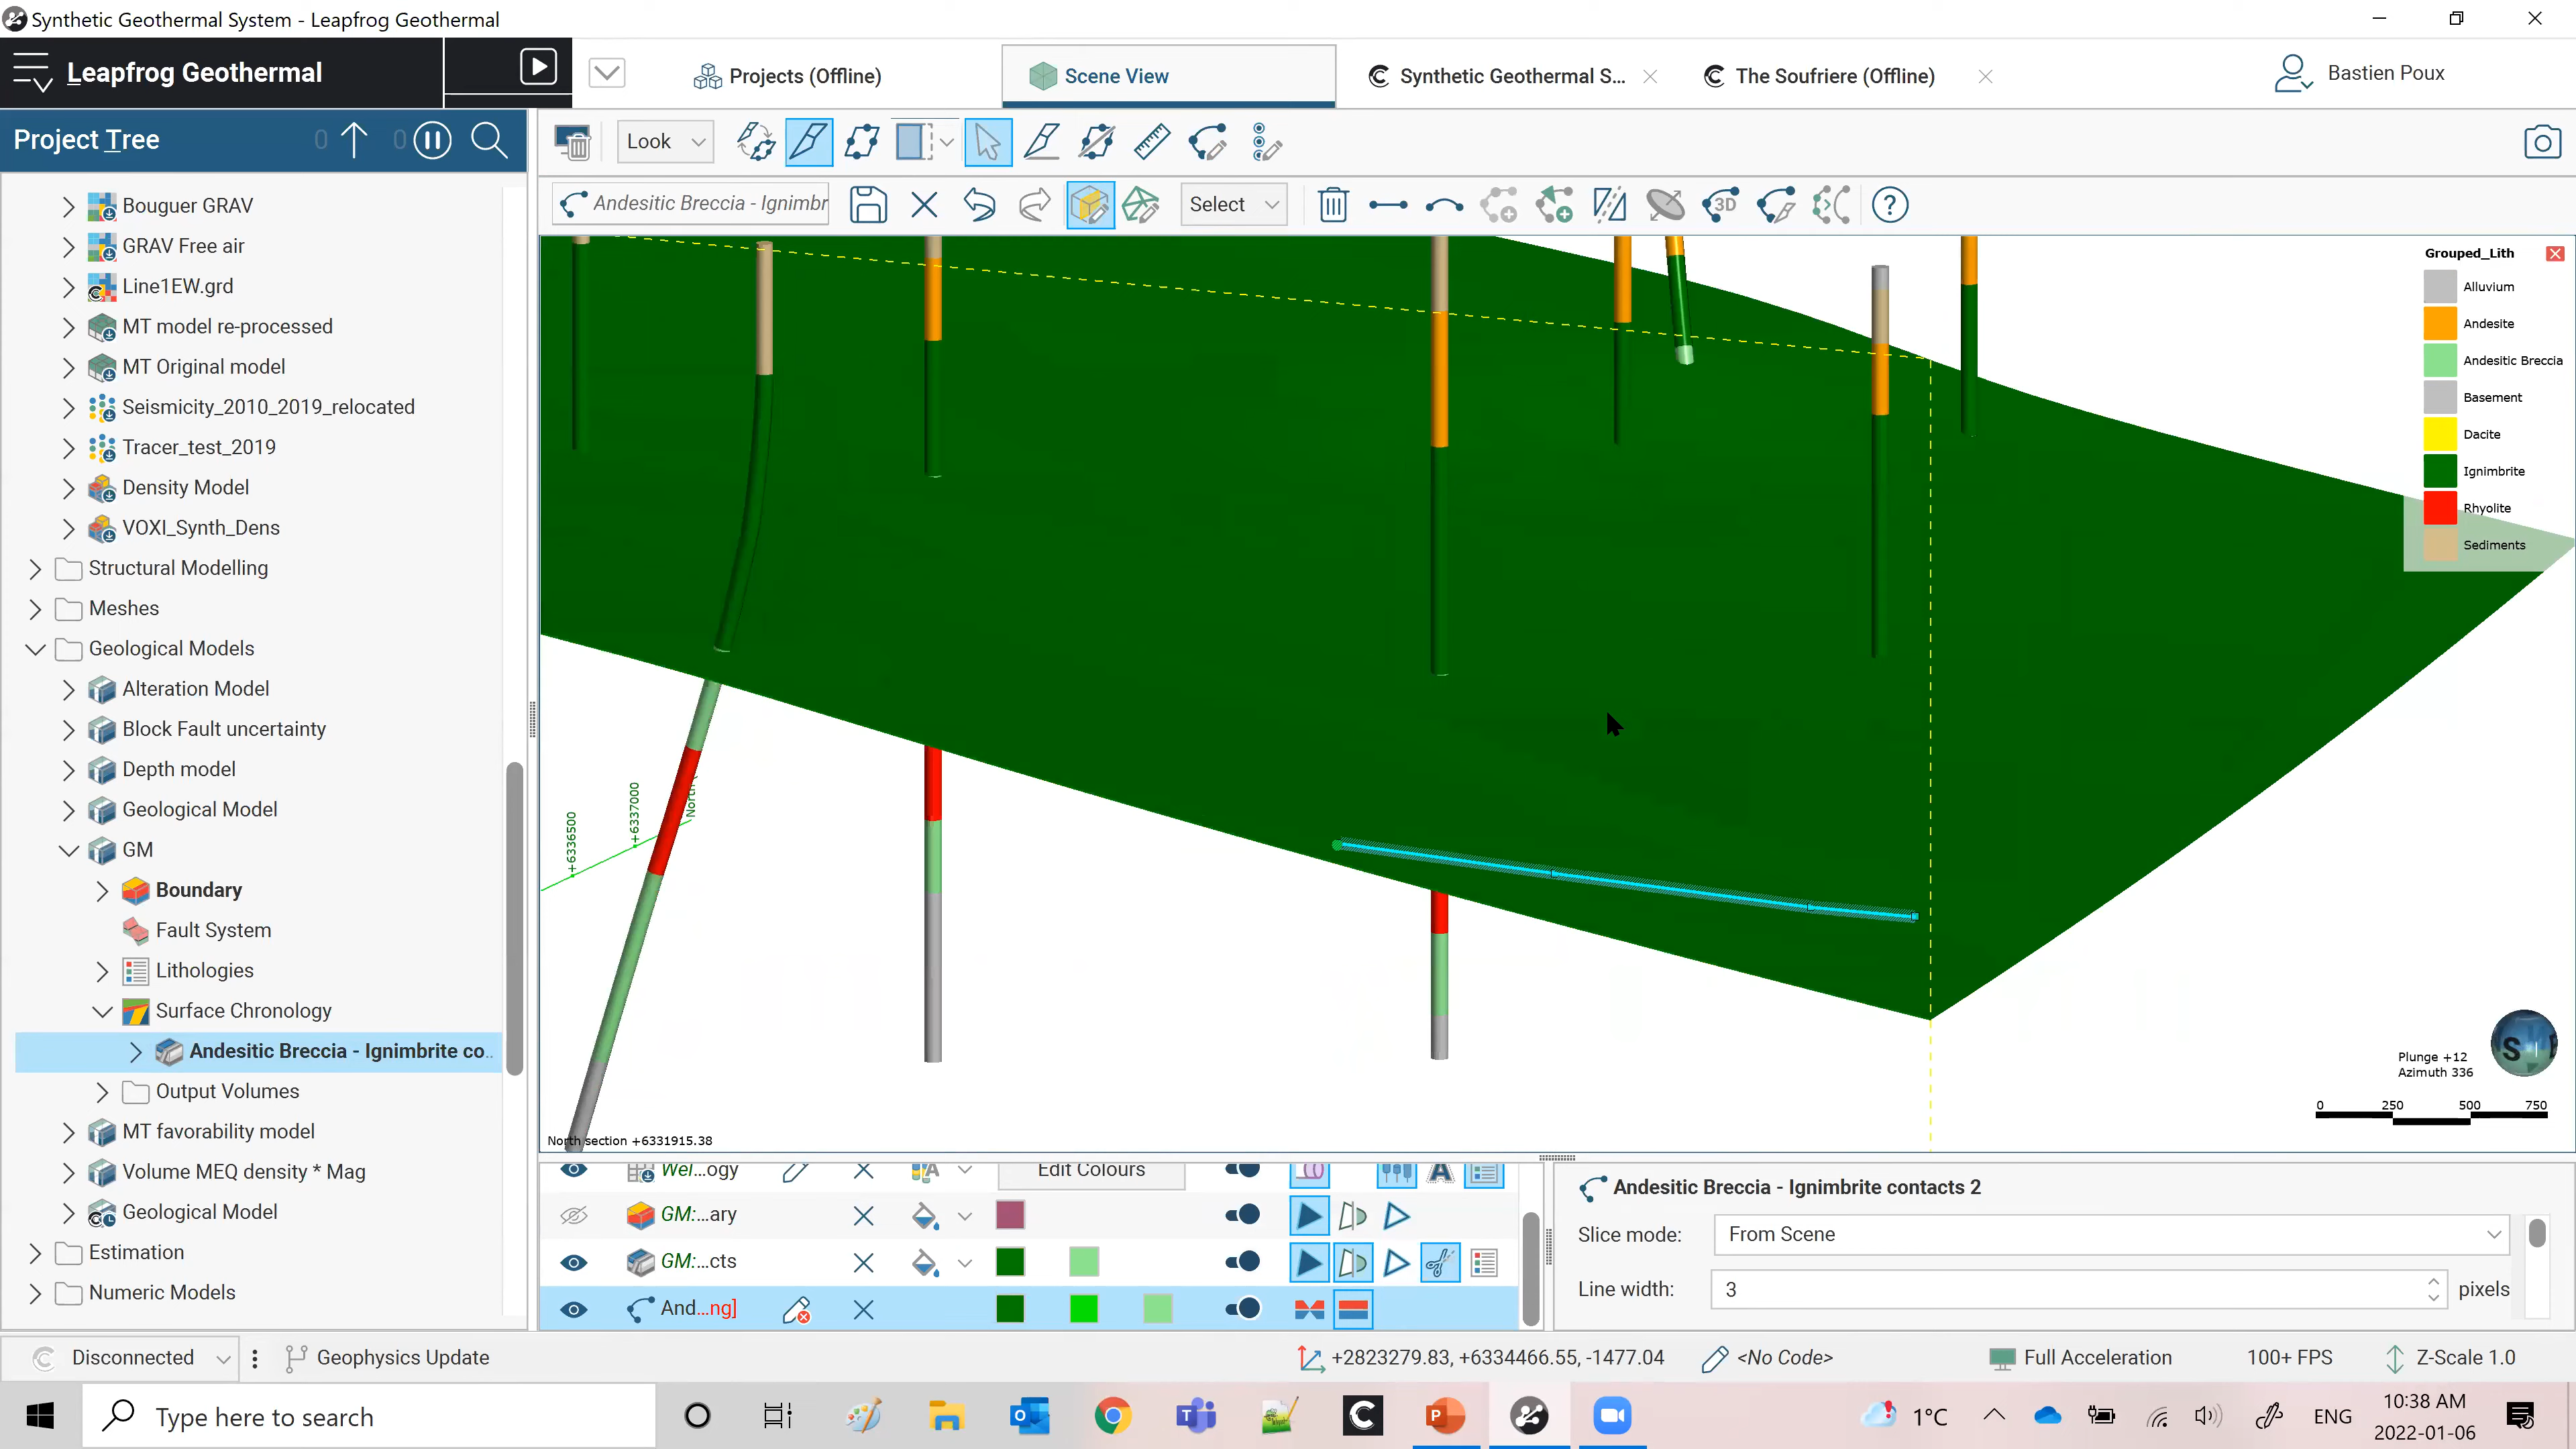 Synthetic Geothermal System - Leapfrog Geothermal
Leapfrog Geothermal
Projects (Offline)
Scene View
Synthetic Geothermal S...
The Soufriere (Offline)
Bastien Poux
Project Tree
0
0
Look
Andesitic Breccia - Ignimbr
Select
3D
Bouguer GRAV
GRAV Free air
Line1EW.grd
MT model re-processed
MT Original model
Seismicity_2010_2019_relocated
Tracer_test_2019
Density Model
VOXI_Synth_Dens
Structural Modelling
Meshes
Geological Models
Alteration Model
Block Fault uncertainty
Depth model
Geological Model
GM
Boundary
Fault System
Lithologies
Surface Chronology
Andesitic Breccia - Ignimbrite co..
Output Volumes
MT favorability model
Volume MEQ density * Mag
Geological Model
Estimation
Numeric Models
Grouped_Lith
Alluvium
Andesite
Andesitic Breccia
Basement
Dacite
Ignimbrite
Rhyolite
Sediments
+6336500
+6337000
North (
North section +6331915.38
Plunge +12
Azimuth 336
0 250 500 750
Wel...ogy
Edit Colours
GM:...ary
GM:...cts
And...ng]
Andesitic Breccia - Ignimbrite contacts 2
Slice mode: From Scene
Line width: 3 pixels
Disconnected
Geophysics Update
+2823279.83, +6334466.55, -1477.04
<No Code>
Full Acceleration
100+ FPS
Z-Scale 1.0
Type here to search
1°C
ENG
10:38 AM
2022-01-06